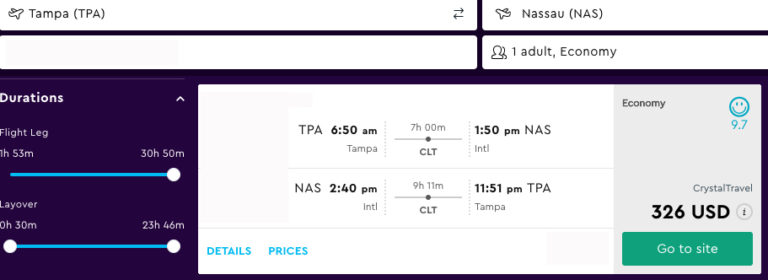 Tampa (TPA)
Nassau (NAS)
1 adult, Economy
Durations
Flight Leg
1h 53m 30h 50m
Layover
0h 30m 23h 46m
TPA 6:50 am 7h 00m 1:50 pm NAS
Tampa CLT Intl
NAS 2:40 pm 9h 11m 11:51 pm TPA
Intl CLT Tampa
DETAILS PRICES
Economy
9.7
CrystalTravel
326 USD i
Go to site